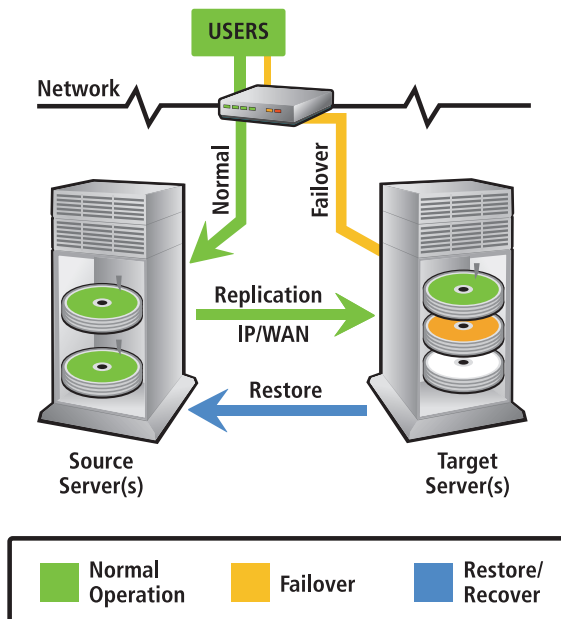 USERS
Network
Normal
Failover
Replication
IP/WAN
Restore
Source
Server(s)
Target
Server(s)
Normal
Operation
Failover
Restore/
Recover